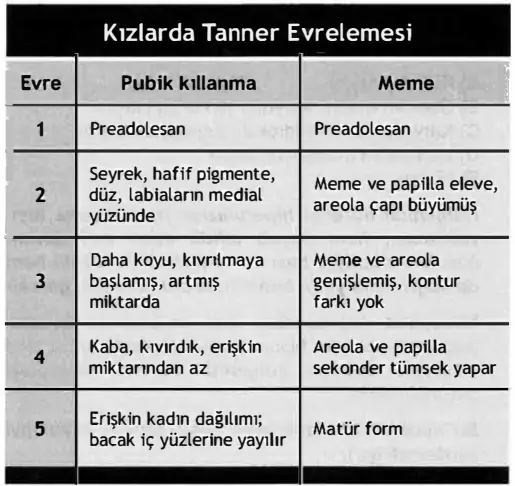 Kızlarda Tanner Evrelemesi
Evre Pubik kıllanma Meme
1 Preadolesan Preadolesan
2 Seyrek, hafif pigmente,
düz, labiaların medial
yüzünde
Meme ve papilla eleve,
areola çapı büyümüş
3 Daha koyu, kıvrılmaya
başlamış, artmış
miktarda
Meme ve areola
genişlemiş, kontur
farkı yok
4 Kaba, kıvırdık, erişkin
miktarından az
Areola ve papilla
sekonder tümsek yapar
5 Erişkin kadın dağılımı;
bacak iç yüzlerine yayılır
Matür form